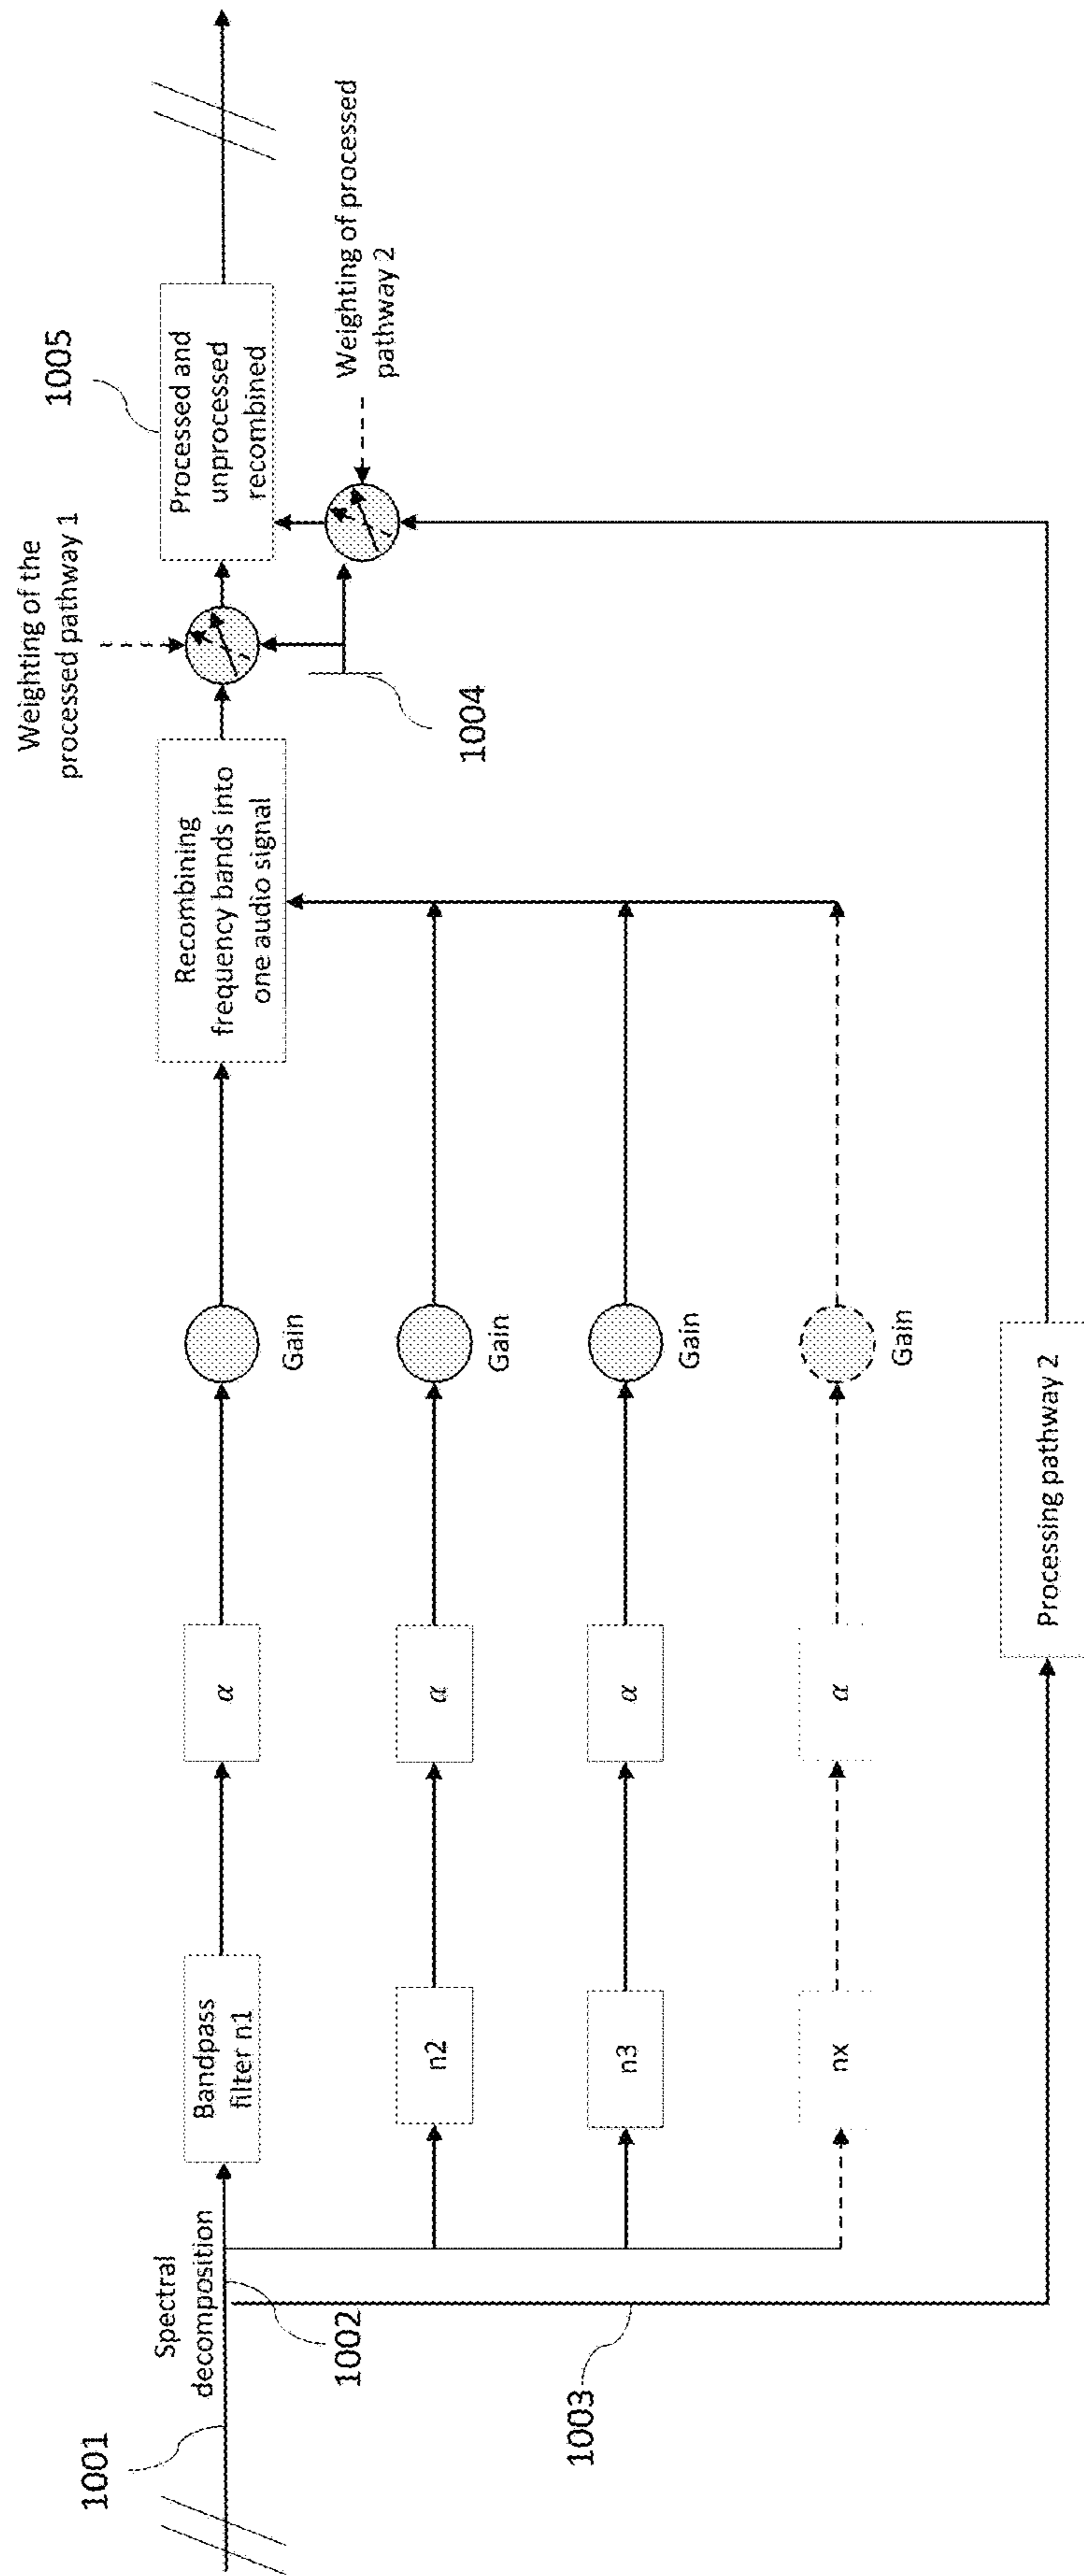 1001
Spectral
decomposition
1002
1003
Bandpass
filter n1
n2
n3
nx
α
α
α
α
Gain
Gain
Gain
Gain
Processing pathway 2
Recombining
frequency bands into
one audio signal
Weighting of the
processed pathway 1
1004
Weighting of processed
pathway 2
Processed and
unprocessed
recombined
1005